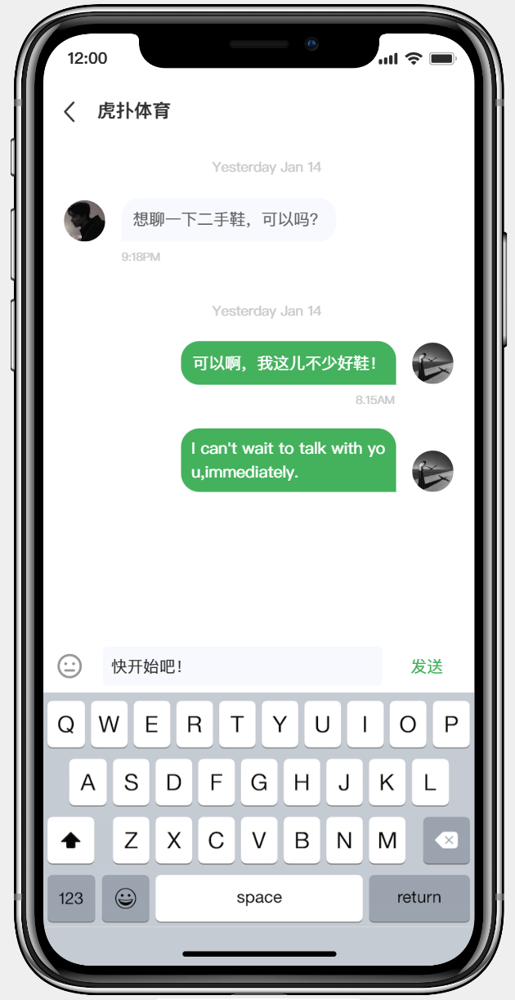 12:00
虎扑体育
Yesterday Jan 14
想聊一下二手鞋，可以吗？
9:18PM
Yesterday Jan 14
可以啊，我这儿不少好鞋！
8.15AM
I can't wait to talk with yo
u,immediately.
快开始吧！
发送
Q W E R T Y U I O P
A S D F G H J K L
Z X C V B N M
123 space return